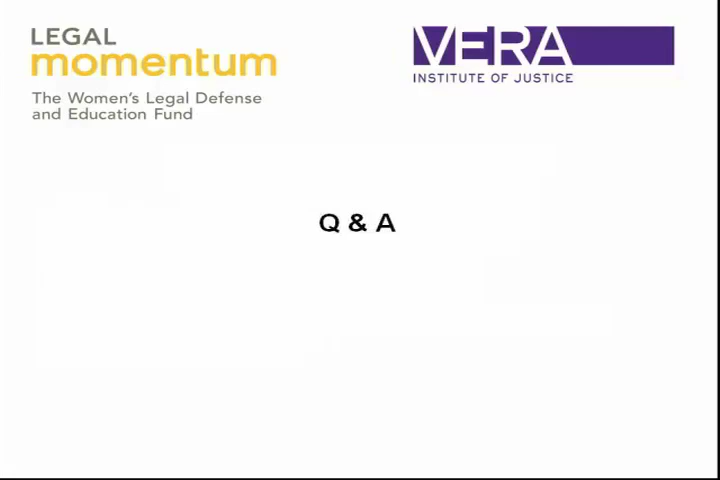 LEGAL
momentum
The Women's Legal Defense
and Education Fund
VERA
INSTITUTE OF JUSTICE
Q & A